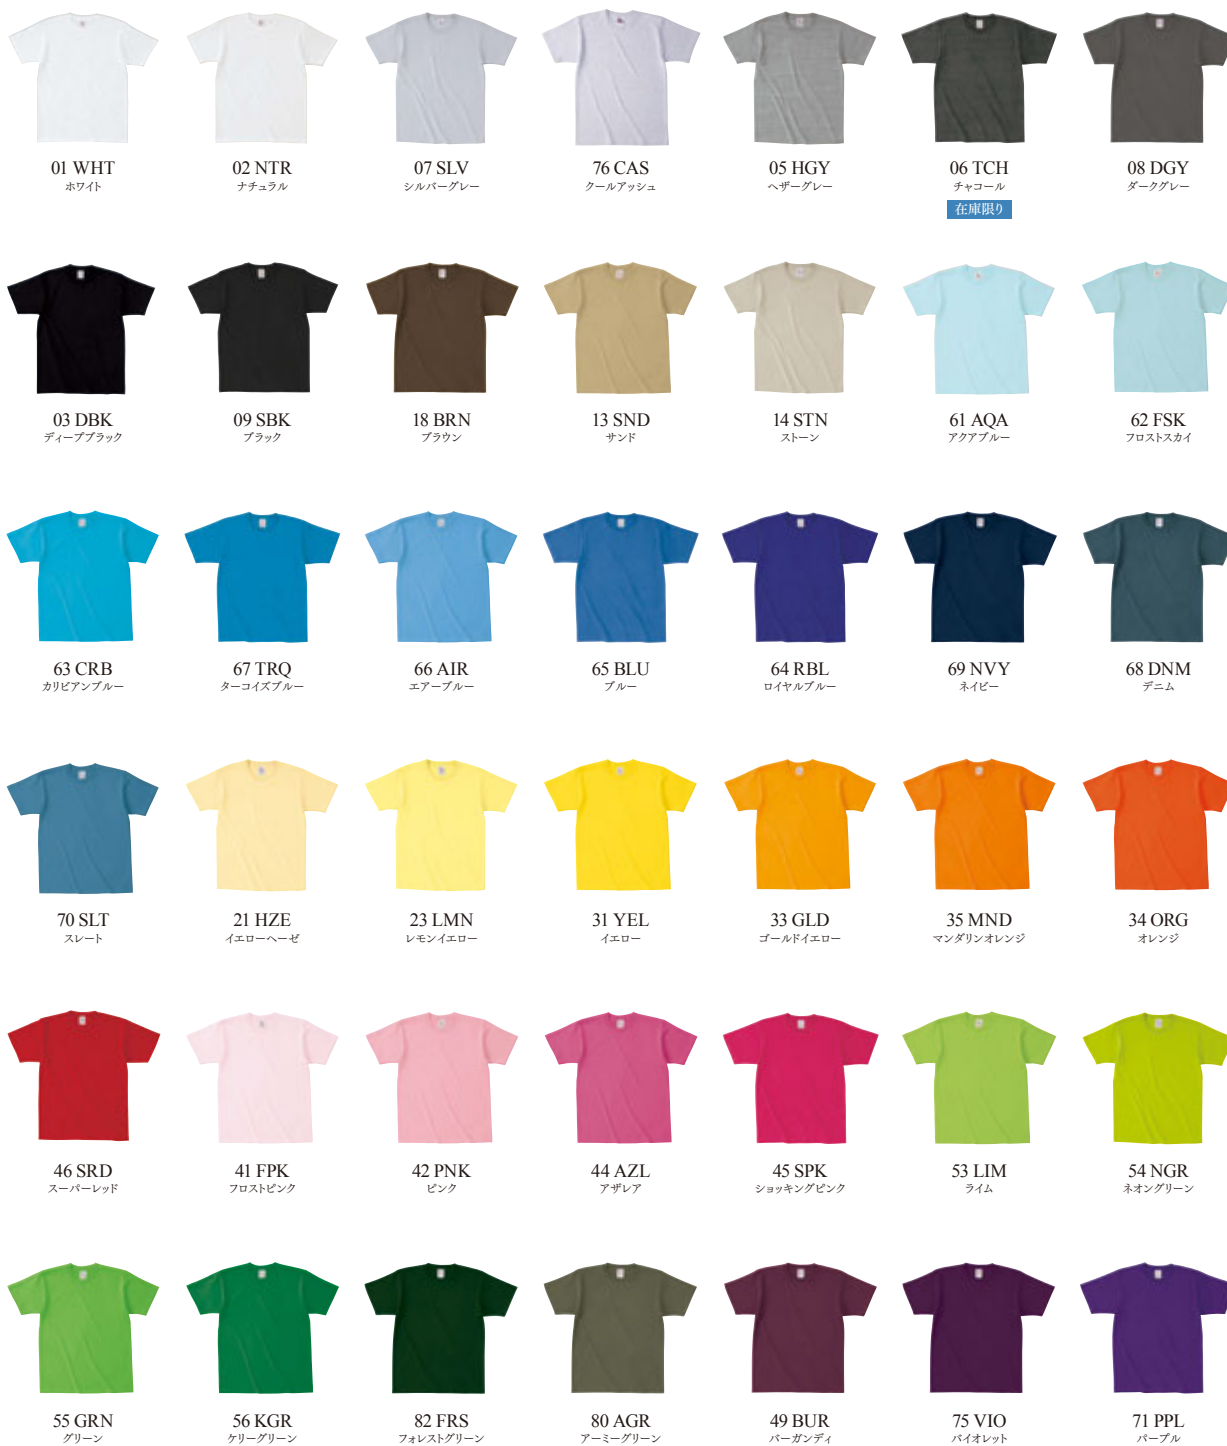 01 WHT
ホワイト
02 NTR
ナチュラル
07 SLV
シルバーグレー
76 CAS
クールアッシュ
05 HGY
ヘザーグレー
06 TCH
チャコール
在庫限り
08 DGY
ダークグレー
03 DBK
ディープブラック
09 SBK
ブラック
18 BRN
ブラウン
13 SND
サンド
14 STN
ストーン
61 AQA
アクアブルー
62 FSK
フロストスカイ
63 CRB
カリビアンブルー
67 TRQ
ターコイズブルー
66 AIR
エアーブルー
65 BLU
ブルー
64 RBL
ロイヤルブルー
69 NVY
ネイビー
68 DNM
デニム
70 SLT
スレート
21 HZE
イエローヘーゼ
23 LMN
レモンイエロー
31 YEL
イエロー
33 GLD
ゴールドイエロー
35 MND
マンダリンオレンジ
34 ORG
オレンジ
46 SRD
スーパーレッド
41 FPK
フロストピンク
42 PNK
ピンク
44 AZL
アザレア
45 SPK
ショッキングピンク
53 LIM
ライム
54 NGR
ネオングリーン
55 GRN
グリーン
56 KGR
ケリーグリーン
82 FRS
フォレストグリーン
80 AGR
アーミーグリーン
49 BUR
バーガンディ
75 VIO
バイオレット
71 PPL
パープル